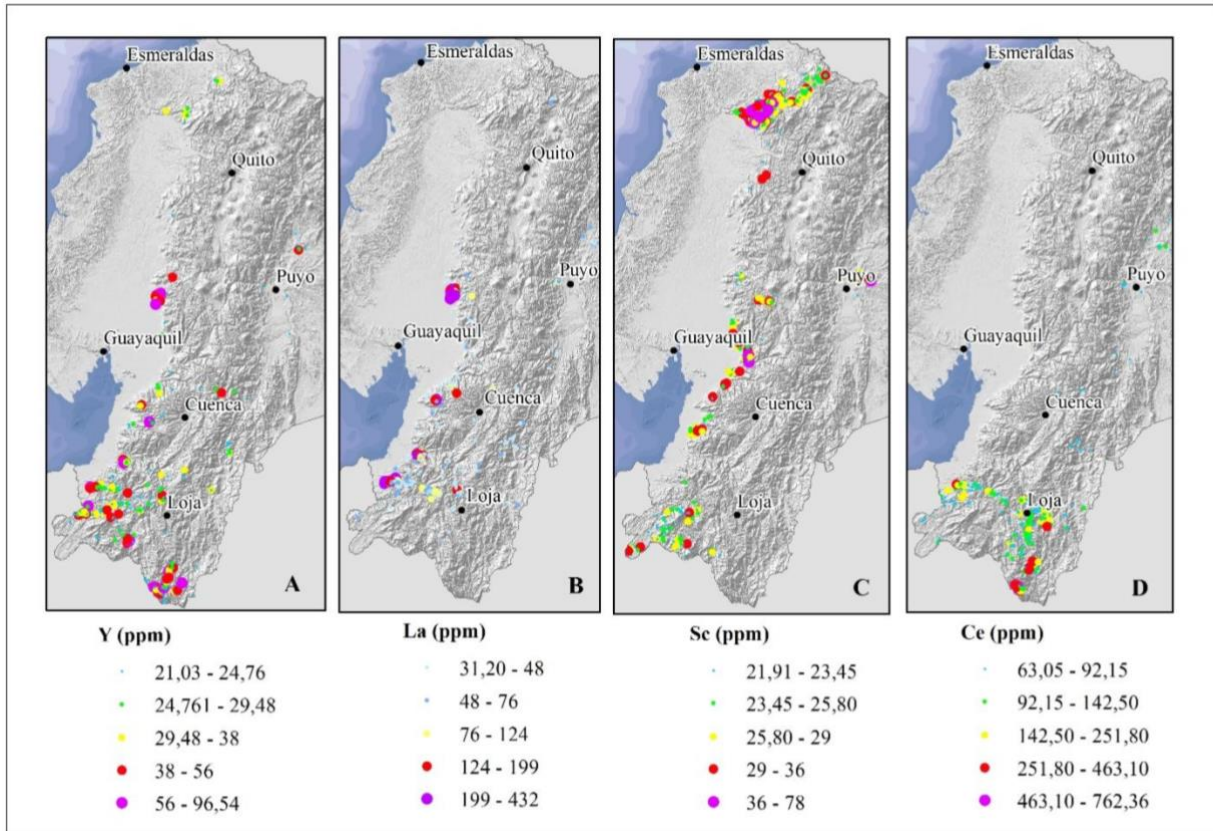 Esmeraldas
Quito
Puyo
Guayaquil
Cuenca
Loja
A
Esmeraldas
Quito
Puyo
Guayaquil
Cuenca
Loja
B
Esmeraldas
Quito
Puyo
Guayaquil
Cuenca
Loja
C
Esmeraldas
Quito
Puyo
Guayaquil
Cuenca
Loja
D
Y (ppm)
21,03 - 24,76
24,761 - 29,48
29,48 - 38
38 - 56
56 - 96,54
La (ppm)
31,20 - 48
48 - 76
76 - 124
124 - 199
199 - 432
Sc (ppm)
21,91 - 23,45
23,45 - 25,80
25,80 - 29
29 - 36
36 - 78
Ce (ppm)
63,05 - 92,15
92,15 - 142,50
142,50 - 251,80
251,80 - 463,10
463,10 - 762,36